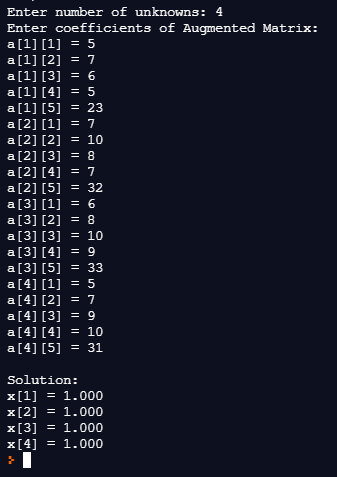 Enter number of unknowns: 4
Enter coefficients of Augmented Matrix:
a[1][1] = 5
a[1][2] = 7
a[1][3] = 6
a[1][4] = 5
a[1][5] = 23
a[2][1] = 7
a[2][2] = 10
a[2][3] = 8
a[2][4] = 7
a[2][5] = 32
a[3][1] = 6
a[3][2] = 8
a[3][3] = 10
a[3][4] = 9
a[3][5] = 33
a[4][1] = 5
a[4][2] = 7
a[4][3] = 9
a[4][4] = 10
a[4][5] = 31
Solution:
x[1] = 1.000
x[2] = 1.000
x[3] = 1.000
x[4] = 1.000
>